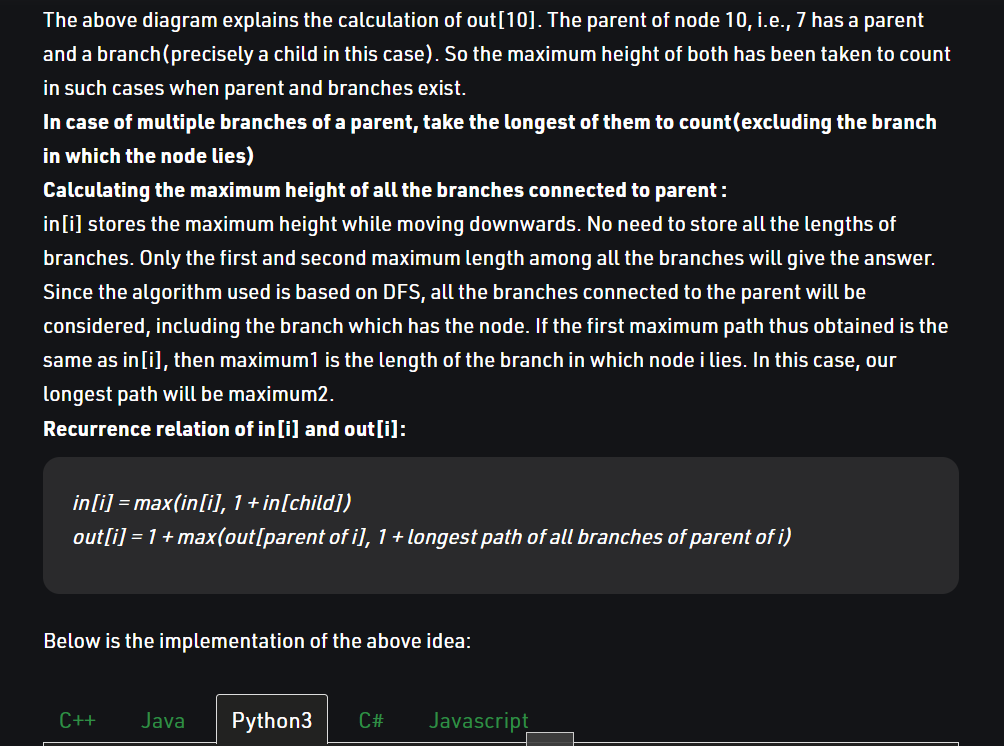 The above diagram explains the calculation of out[10]. The parent of node 10, i.e., 7 has a parent
and a branch(precisely a child in this case). So the maximum height of both has been taken to count
in such cases when parent and branches exist.
In case of multiple branches of a parent, take the longest of them to count(excluding the branch
in which the node lies)
Calculating the maximum height of all the branches connected to parent :
in[i] stores the maximum height while moving downwards. No need to store all the lengths of
branches. Only the first and second maximum length among all the branches will give the answer.
Since the algorithm used is based on DFS, all the branches connected to the parent will be
considered, including the branch which has the node. If the first maximum path thus obtained is the
same as in[i], then maximum1 is the length of the branch in which node i lies. In this case, our
longest path will be maximum2.
Recurrence relation of in[i] and out[i]:
in[i] = max(in[i], 1 + in[child])
out[i] = 1 + max(out[parent of i], 1 + longest path of all branches of parent of i)
Below is the implementation of the above idea:
C++ Java Python3 C# Javascript